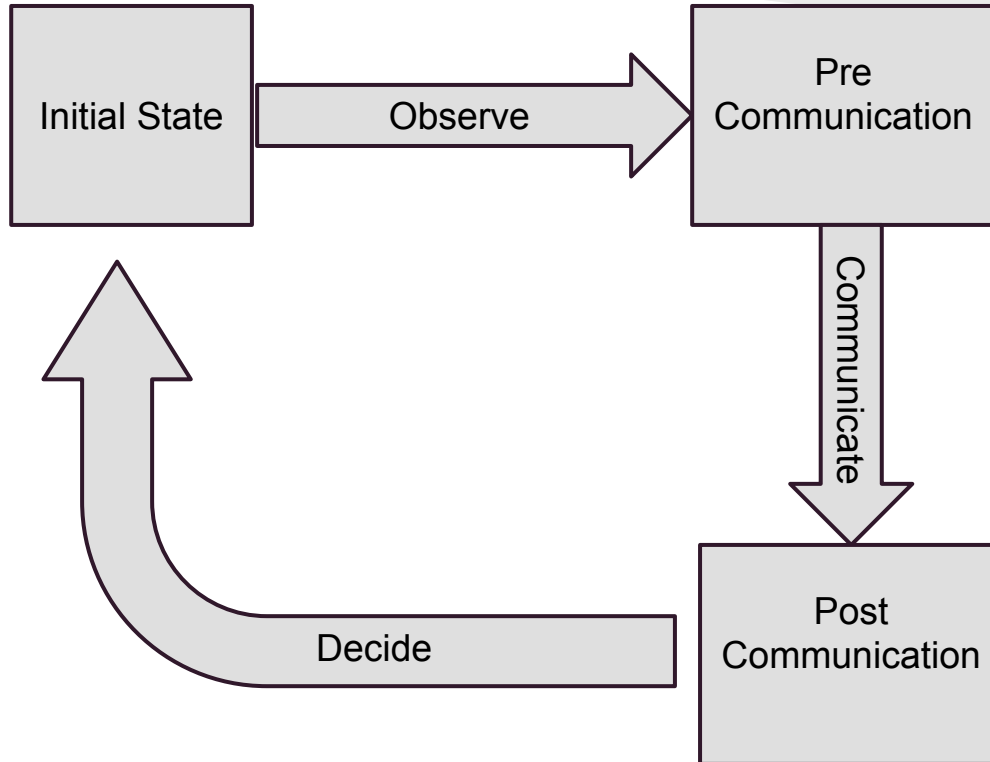 Initial State
Observe
Pre
Communication
Communicate
Post
Communication
Decide